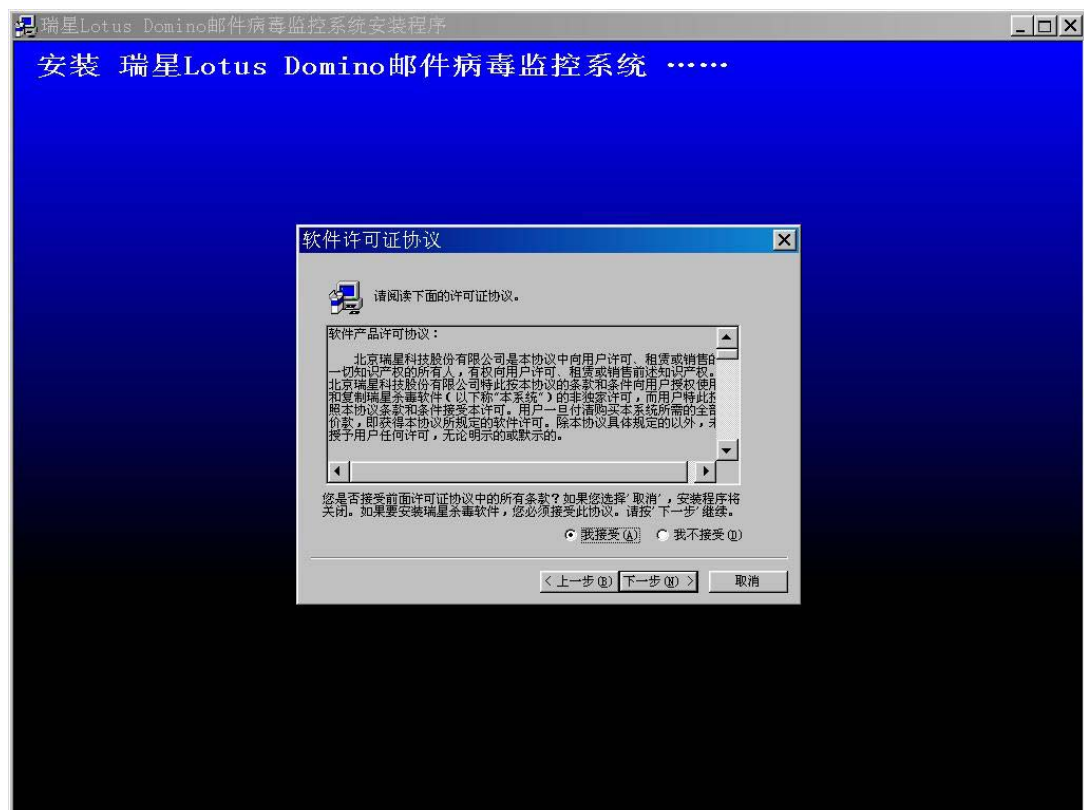 瑞星Lotus Domino邮件病毒监控系统安装程序
安装 瑞星Lotus Domino邮件病毒监控系统 ……
软件许可证协议
请阅读下面的许可证协议。
软件产品许可协议：
北京瑞星科技股份有限公司是本协议中向用户许可、租赁或销售的
一切知识产权的所有人，有权向用户许可、租赁或销售前述知识产权。
北京瑞星科技股份有限公司特此按本协议的条款和条件向用户授权使用
和复制瑞星杀毒软件（以下称“本系统”）的非独家许可，而用户特此按
照本协议条款和条件接受本许可。用户一旦付清购买本系统所需的全部
价款，即获得本协议所规定的软件许可。除本协议具体规定的以外，未
授予用户任何许可，无论明示的或默示的。
您是否接受前面许可证协议中的所有条款？如果您选择‘取消’，安装程序将
关闭。如果要安装瑞星杀毒软件，您必须接受此协议。请按‘下一步’继续。
我接受(A) 我不接受(D)
< 上一步(B) 下一步(N) > 取消